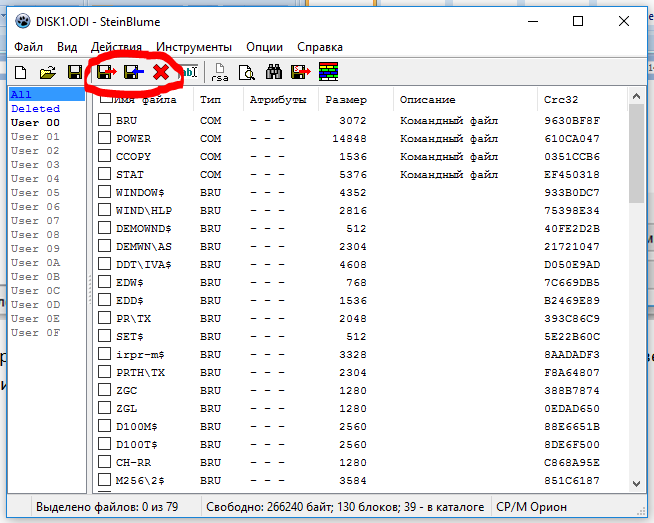 DISK1.ODI - SteinBlume
Файл Вид Действия Инструменты Опции Справка
ab
rsa
All
Deleted
User 00
User 01
User 02
User 03
User 04
User 05
User 06
User 07
User 08
User 09
User 0A
User 0B
User 0C
User 0D
User 0E
User 0F
Имя файла Тип Атрибуты Размер Описание Crc32
BRU COM - - - 3072 Командный файл 9630BF8F
POWER COM - - - 14848 Командный файл 610CA047
CCOPY COM - - - 1536 Командный файл 0351CCB6
STAT COM - - - 5376 Командный файл EF450318
WINDOW$ BRU - - - 4352 933B0DC7
WIND\HLP BRU - - - 2816 75398E34
DEMOWND$ BRU - - - 512 40FE2D2B
DEMWN\AS BRU - - - 2304 21721047
DDT\IVA$ BRU - - - 4608 D050E9AD
EDW$ BRU - - - 768 7C669DB5
EDD$ BRU - - - 1536 B2469E89
PR\TX BRU - - - 2048 393C86C9
SET$ BRU - - - 512 5E22B60C
irpr-m$ BRU - - - 3328 8AADADF3
PRTH\TX BRU - - - 2304 F8A64807
ZGC BRU - - - 1280 388B7874
ZGL BRU - - - 1280 0EDAD650
D100M$ BRU - - - 2560 88E6651B
D100T$ BRU - - - 2560 8DE6F500
CH-RR BRU - - - 1280 C868A95E
M256\2$ BRU - - - 3584 851C6187
Выделено файлов: 0 из 79 Свободно: 266240 байт; 130 блоков; 39 - в каталоге CP/M Орион